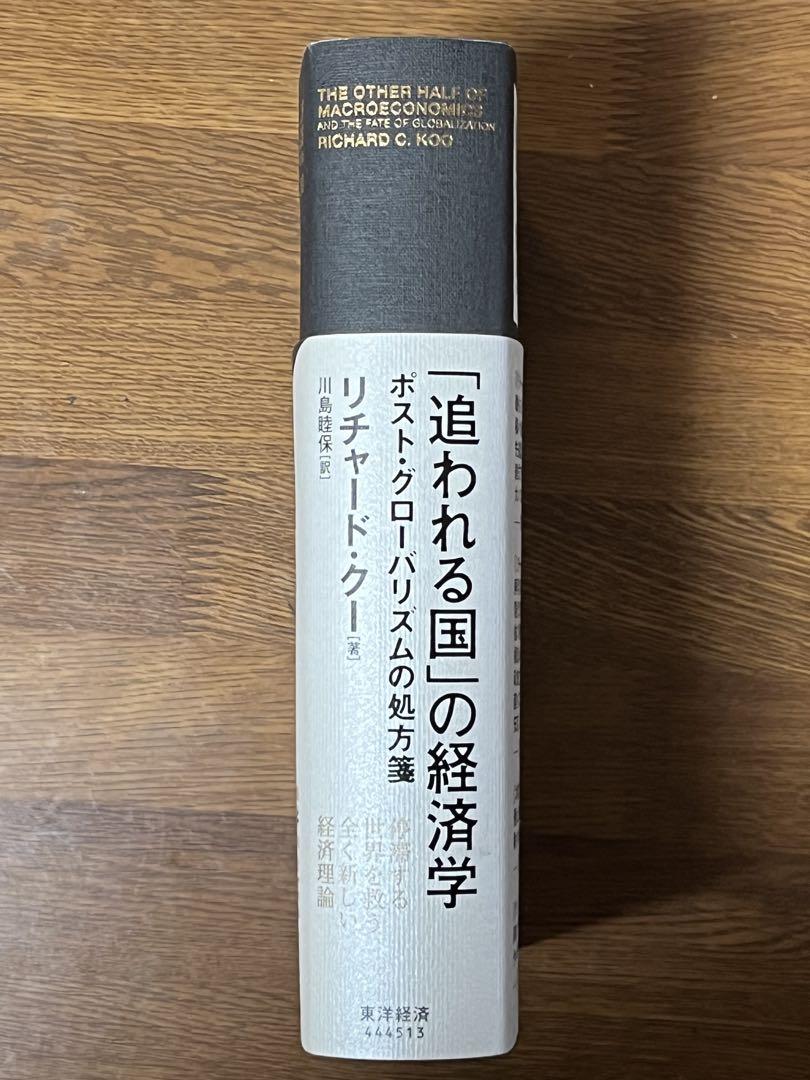 THE OTHER HALF OF
MACROECONOMICS
AND THE FATE OF GLOBALIZATION
RICHARD C. KOO
「追われる国」の経済学
ポスト・グローバリズムの処方箋
リチャード・クー[著]
川島睦保[訳]
停滞する
世界を救う
全く新しい
経済理論
東洋経済
444513